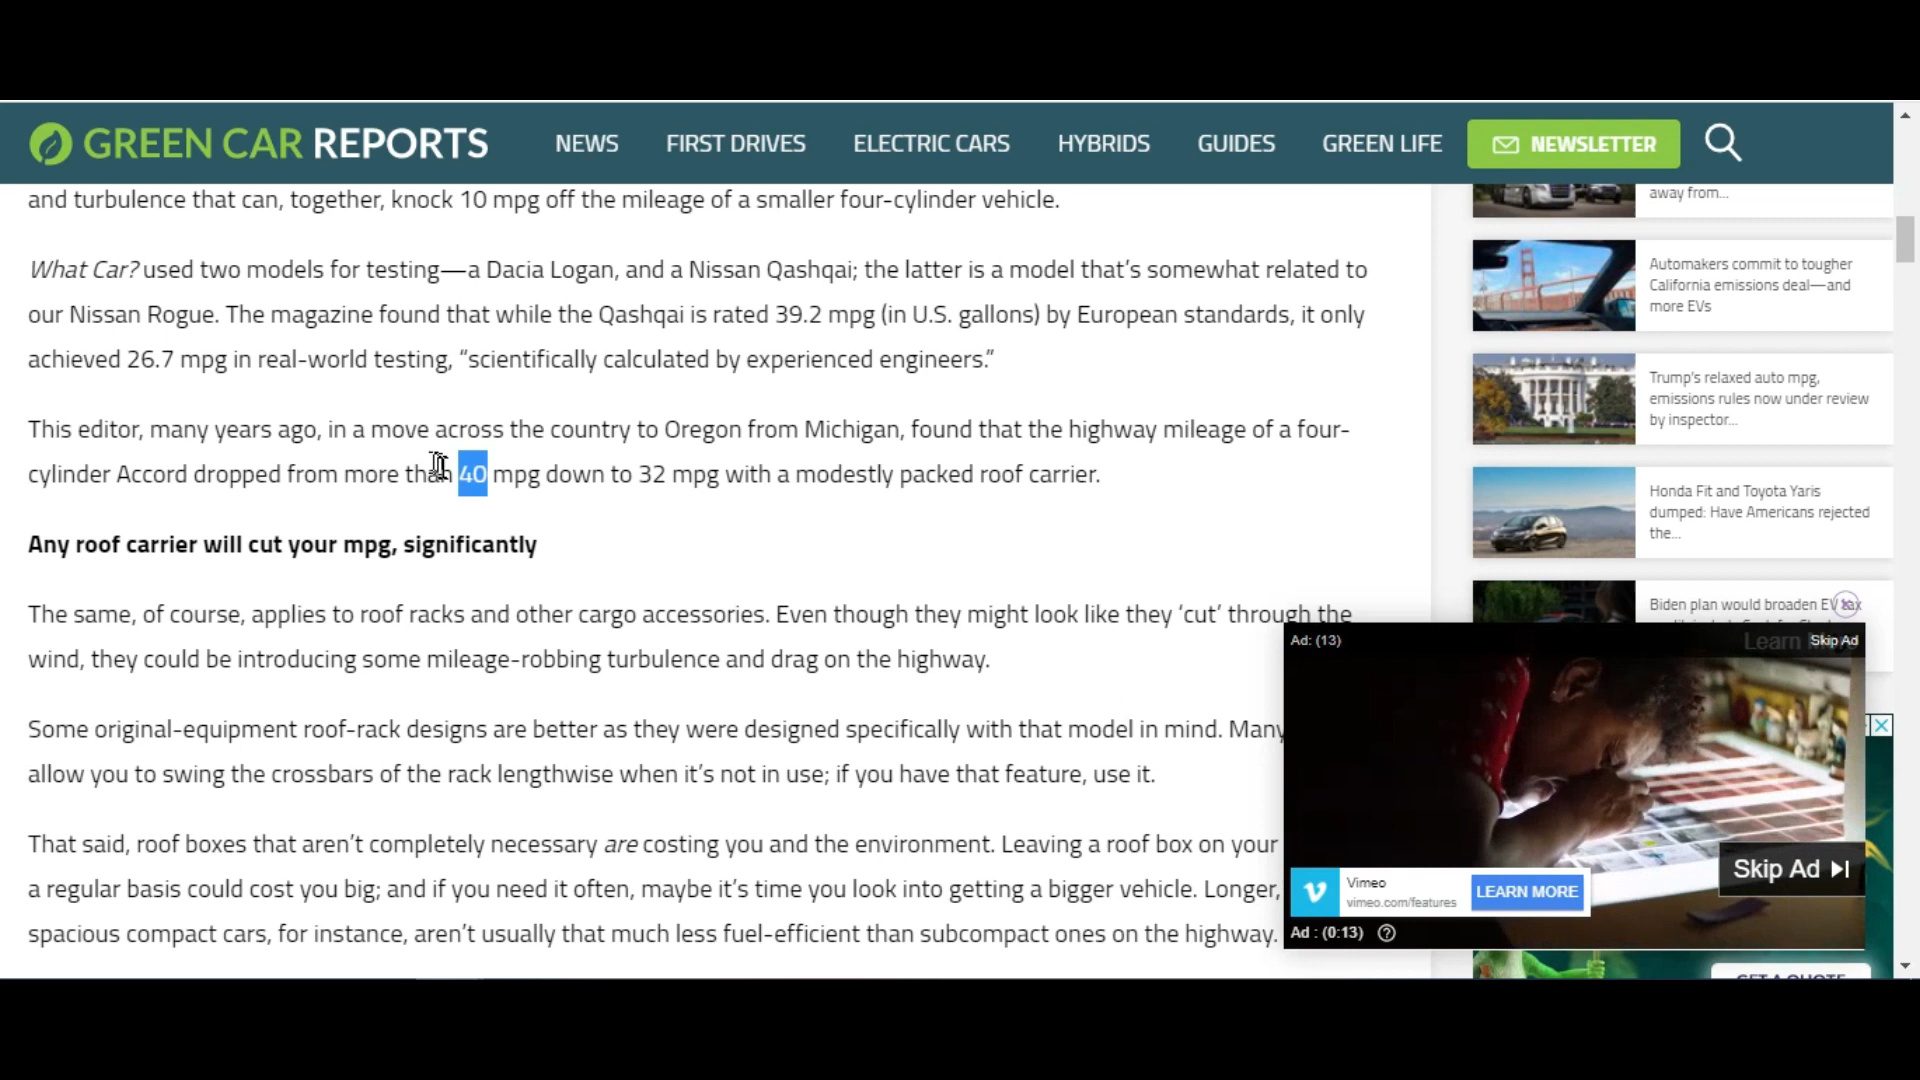 GREEN CAR REPORTS
NEWS
FIRST DRIVES
ELECTRIC CARS
HYBRIDS
GUIDES
GREEN LIFE
NEWSLETTER
and turbulence that can, together, knock 10 mpg off the mileage of a smaller four-cylinder vehicle.
What Car? used two models for testing—a Dacia Logan, and a Nissan Qashqai; the latter is a model that’s somewhat related to
our Nissan Rogue. The magazine found that while the Qashqai is rated 39.2 mpg (in U.S. gallons) by European standards, it only
achieved 26.7 mpg in real-world testing, “scientifically calculated by experienced engineers.”
This editor, many years ago, in a move across the country to Oregon from Michigan, found that the highway mileage of a four-
cylinder Accord dropped from more than 40 mpg down to 32 mpg with a modestly packed roof carrier.
Any roof carrier will cut your mpg, significantly
The same, of course, applies to roof racks and other cargo accessories. Even though they might look like they ‘cut’ through the
wind, they could be introducing some mileage-robbing turbulence and drag on the highway.
Some original-equipment roof-rack designs are better as they were designed specifically with that model in mind. Many
allow you to swing the crossbars of the rack lengthwise when it’s not in use; if you have that feature, use it.
That said, roof boxes that aren’t completely necessary are costing you and the environment. Leaving a roof box on your
a regular basis could cost you big; and if you need it often, maybe it’s time you look into getting a bigger vehicle. Longer,
spacious compact cars, for instance, aren’t usually that much less fuel-efficient than subcompact ones on the highway.
away from...
Automakers commit to tougher
California emissions deal—and
more EVs
Trump's relaxed auto mpg,
emissions rules now under review
by inspector...
Honda Fit and Toyota Yaris
dumped: Have Americans rejected
the...
Biden plan would broaden EV tax
Ad: (13)
Learn
Skip Ad
Skip Ad
Vimeo
vimeo.com/features
LEARN MORE
Ad : (0:13)
GET A QUOTE